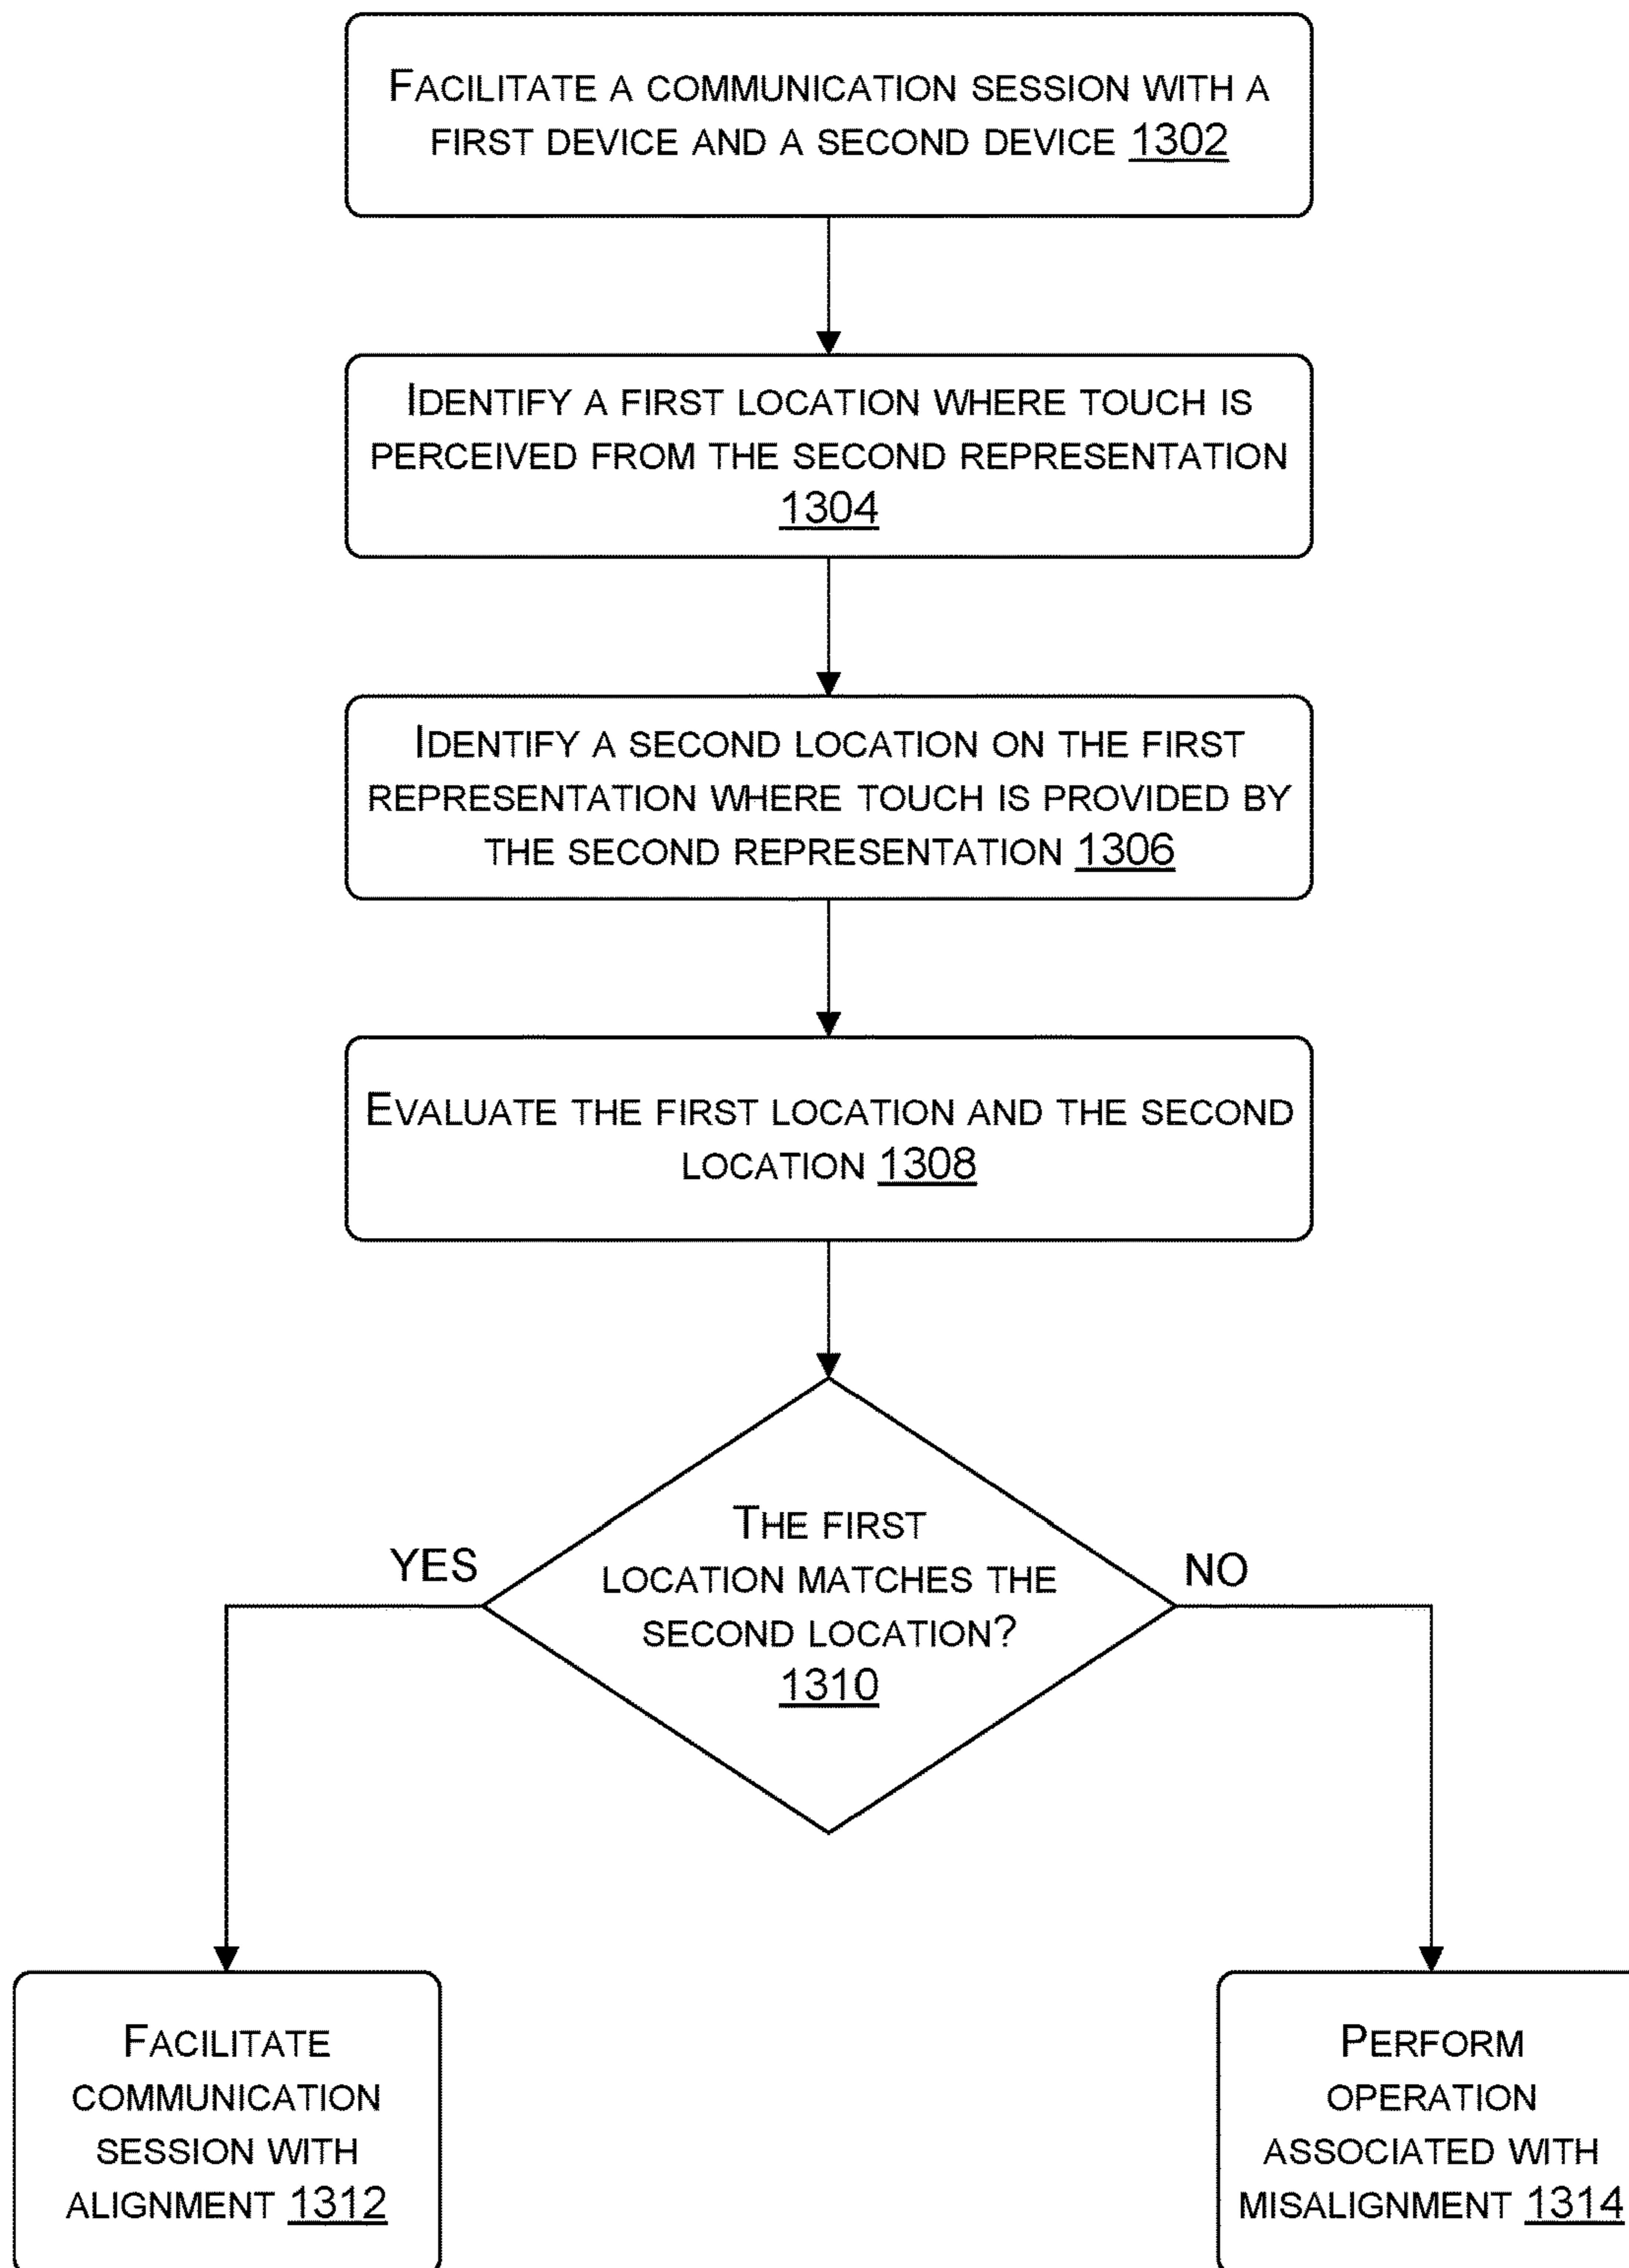 FACILITATE A COMMUNICATION SESSION WITH A
FIRST DEVICE AND A SECOND DEVICE 1302
IDENTIFY A FIRST LOCATION WHERE TOUCH IS
PERCEIVED FROM THE SECOND REPRESENTATION
1304
IDENTIFY A SECOND LOCATION ON THE FIRST
REPRESENTATION WHERE TOUCH IS PROVIDED BY
THE SECOND REPRESENTATION 1306
EVALUATE THE FIRST LOCATION AND THE SECOND
LOCATION 1308
THE FIRST
LOCATION MATCHES THE
SECOND LOCATION?
1310
YES
NO
FACILITATE
COMMUNICATION
SESSION WITH
ALIGNMENT 1312
PERFORM
OPERATION
ASSOCIATED WITH
MISALIGNMENT 1314